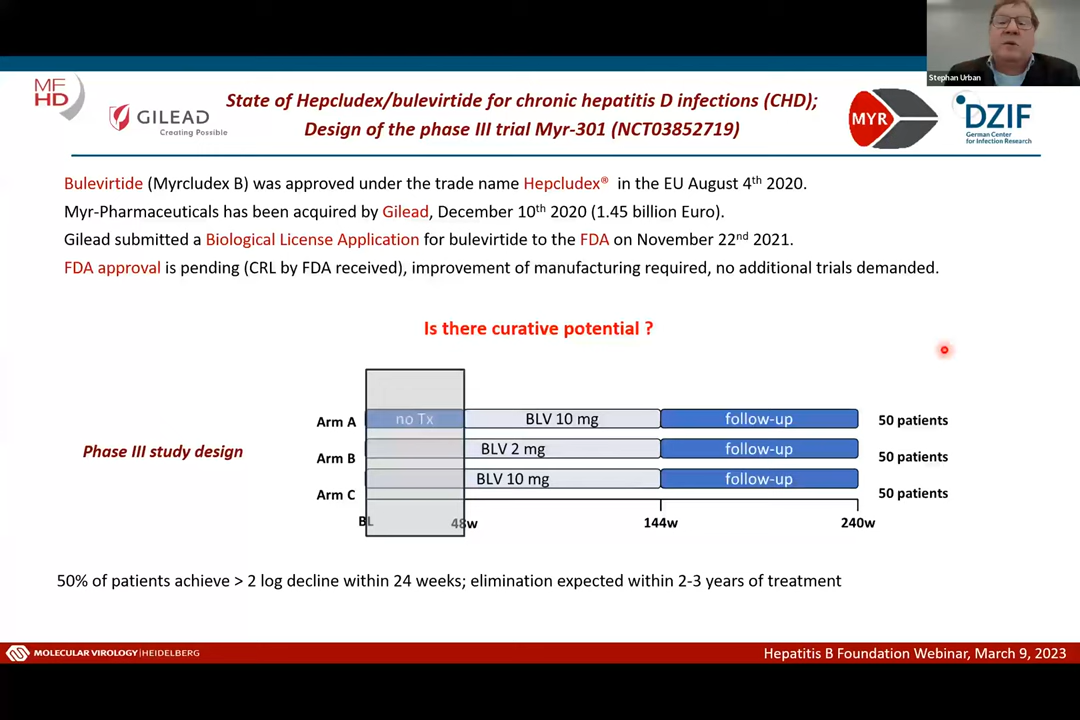 Stephan Urban
MF
HD
GILEAD
Creating Possible
State of Hepcludex/bulevirtide for chronic hepatitis D infections (CHD);
Design of the phase III trial Myr-301 (NCT03852719)
MYR
DZIF
German Center
for Infection Research
Bulevirtide (Myrcludex B) was approved under the trade name Hepcludex® in the EU August 4th 2020.
Myr-Pharmaceuticals has been acquired by Gilead, December 10th 2020 (1.45 billion Euro).
Gilead submitted a Biological License Application for bulevirtide to the FDA on November 22nd 2021.
FDA approval is pending (CRL by FDA received), improvement of manufacturing required, no additional trials demanded.
Is there curative potential ?
Phase III study design
Arm A no Tx BLV 10 mg follow-up 50 patients
Arm B BLV 2 mg follow-up 50 patients
Arm C BLV 10 mg follow-up 50 patients
BL 48w 144w 240w
50% of patients achieve > 2 log decline within 24 weeks; elimination expected within 2-3 years of treatment
MOLECULAR VIROLOGY | HEIDELBERG
Hepatitis B Foundation Webinar, March 9, 2023